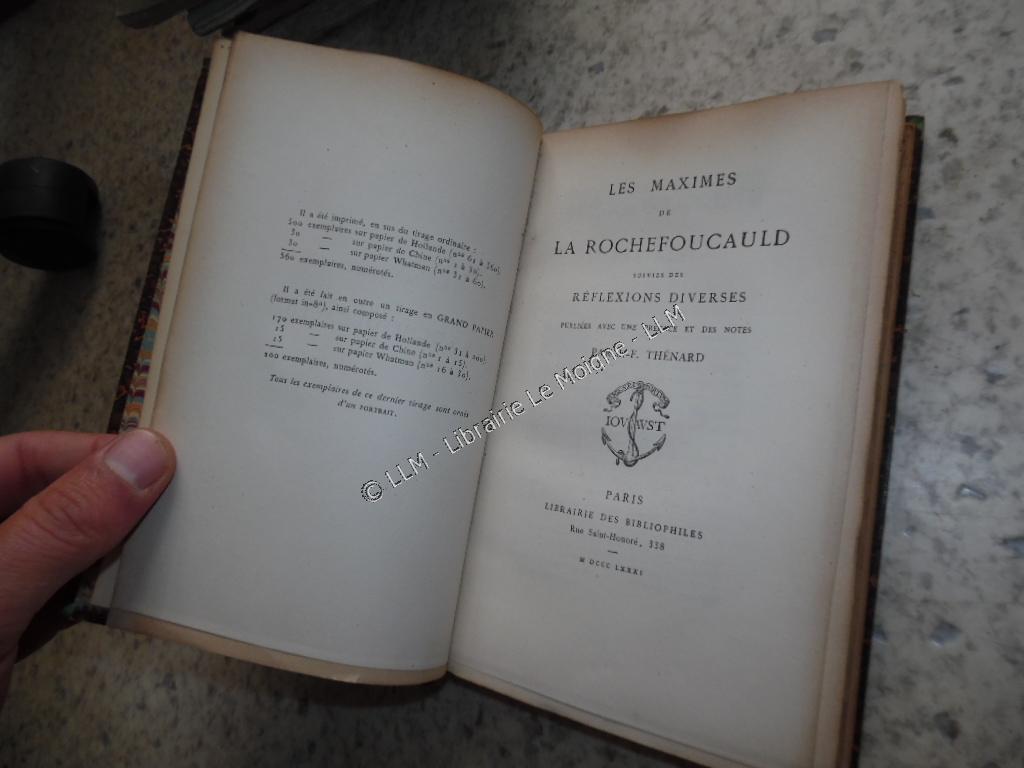 Il a été imprimé, en sus du tirage ordinaire :
500 exemplaires sur papier de Hollande (nos 61 à 560).
30 — sur papier de Chine (nos 1 à 30).
30 — sur papier Whatman (nos 31 à 60).
560 exemplaires, numérotés.
Il a été fait en outre un tirage en GRAND PAPIER
(format in-8º), ainsi composé :
170 exemplaires sur papier de Hollande (nos 31 à 200).
15 — sur papier de Chine (nos 1 à 15).
15 — sur papier Whatman (nos 16 à 30).
200 exemplaires, numérotés.
Tous les exemplaires de ce dernier tirage sont ornés
d'un PORTRAIT.
LES MAXIMES
DE
LA ROCHEFOUCAULD
SUIVIES DES
RÉFLEXIONS DIVERSES
PUBLIÉES AVEC UNE PRÉFACE ET DES NOTES
PAR F. THÉNARD
IOVAVST
PARIS
LIBRAIRIE DES BIBLIOPHILES
Rue Saint-Honoré, 338
—
M DCCC LXXXI
© LLM - Librairie Le Moigne - LLM